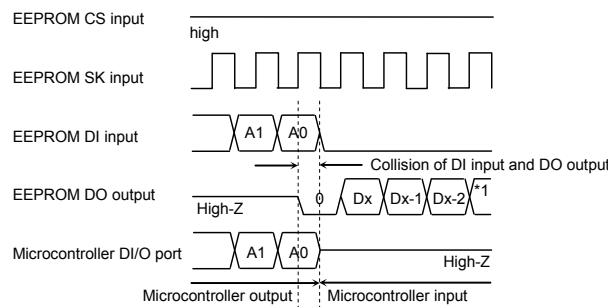 EEPROM CS input
high
EEPROM SK input
EEPROM DI input
A1 A0
Collision of DI input and DO output
EEPROM DO output
High-Z
0 Dx Dx-1 Dx-2 *1
Microcontroller DI/O port
A1 A0
High-Z
Microcontroller output Microcontroller input